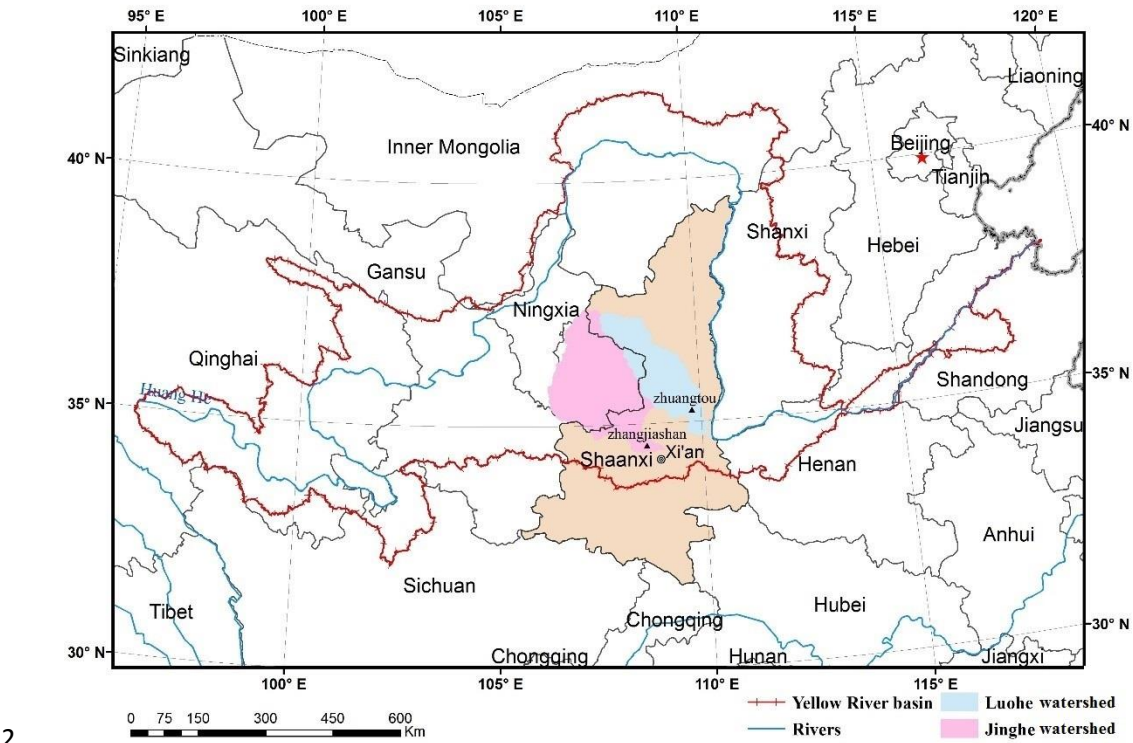 95° E 100° E 105° E 110° E 115° E 120° E
Sinkiang
Liaoning
40° N
40° N
Inner Mongolia
Beijing
Tianjin
Shanxi
Hebei
Gansu
Ningxia
Qinghai
Huang He
35° N
35° N
zhuangtou
Shandong
Jiangsu
zhangjiashan
Shaanxi
Xi'an
Henan
Anhui
Sichuan
Tibet
Hubei
Chongqing
30° N
30° N
Chongqing
Hunan
Jiangxi
100° E 105° E 110° E 115° E
0 75 150 300 450 600
Km
Yellow River basin
Luohe watershed
Rivers
Jinghe watershed
2